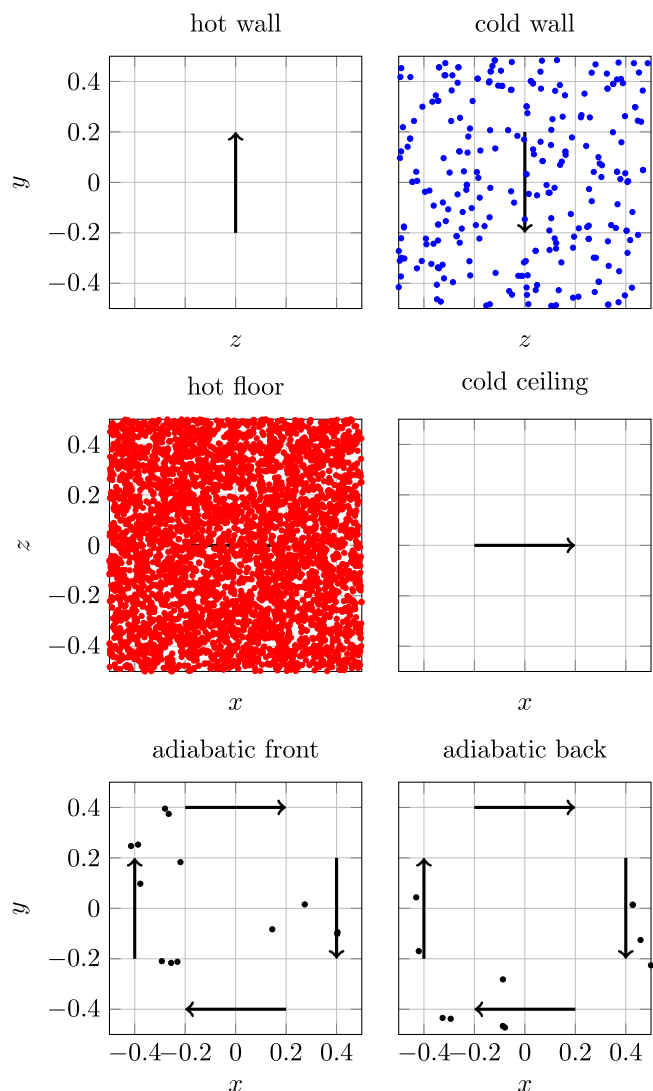 hot wall cold wall
0.4
0.2
0
−0.2
−0.4
y
z z
hot floor cold ceiling
0.4
0.2
0
−0.2
−0.4
z
x x
adiabatic front adiabatic back
0.4
0.2
0
−0.2
−0.4
y
−0.4 −0.2 0 0.2 0.4 −0.4 −0.2 0 0.2 0.4
x x